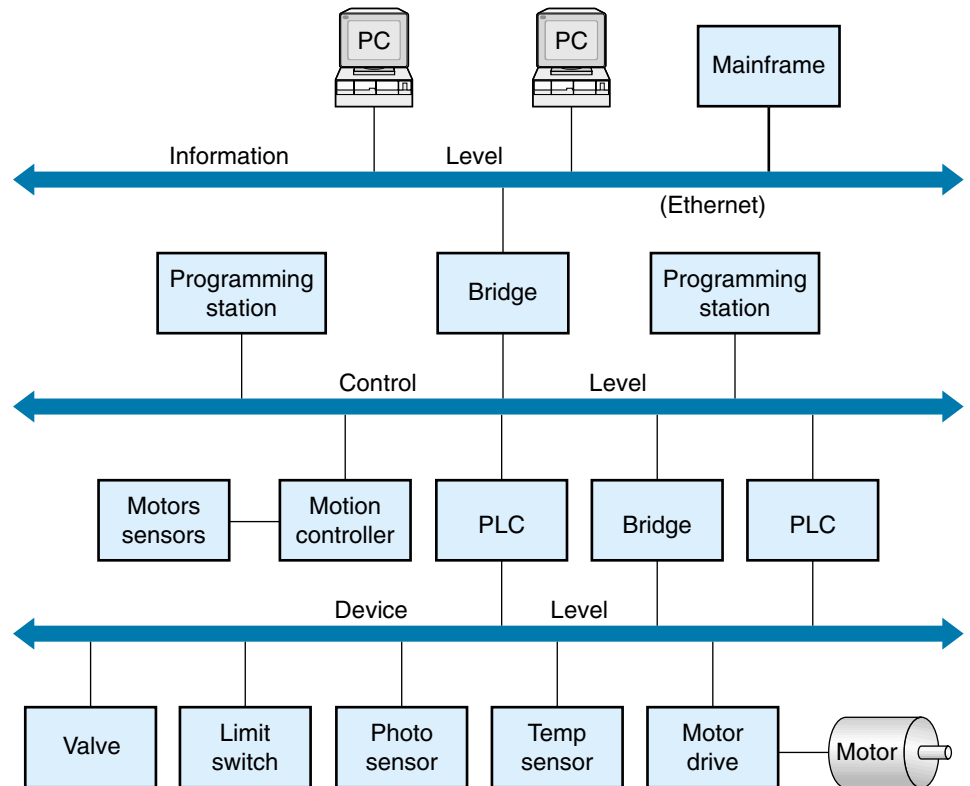 PC
PC
Mainframe
Information Level
(Ethernet)
Programming
station
Bridge
Programming
station
Control Level
Motors
sensors
Motion
controller
PLC
Bridge
PLC
Device Level
Valve
Limit
switch
Photo
sensor
Temp
sensor
Motor
drive
Motor